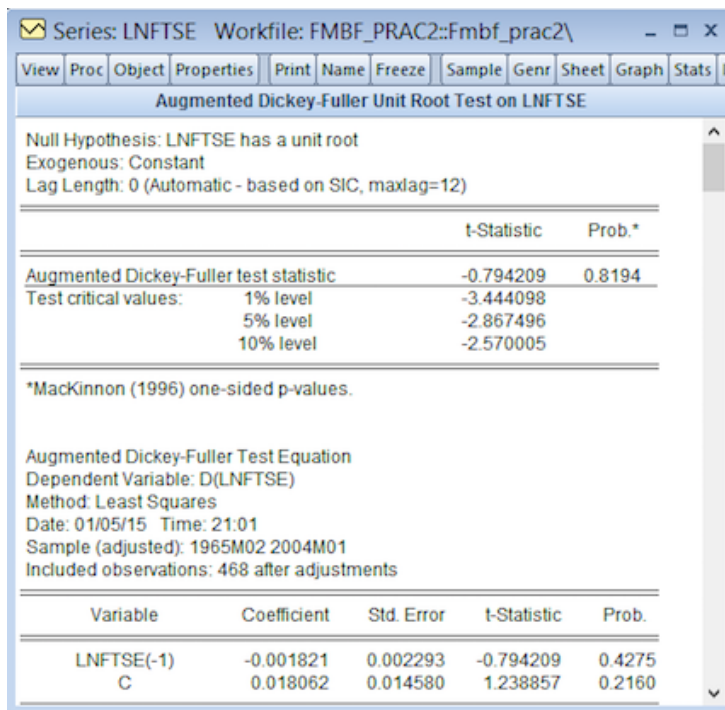 Series: LNFTSE Workfile: FMBF_PRAC2::Fmbf_prac2\
View Proc Object Properties Print Name Freeze Sample Genr Sheet Graph Stats
Augmented Dickey-Fuller Unit Root Test on LNFTSE
Null Hypothesis: LNFTSE has a unit root
Exogenous: Constant
Lag Length: 0 (Automatic - based on SIC, maxlag=12)
t-Statistic Prob.*
Augmented Dickey-Fuller test statistic -0.794209 0.8194
Test critical values: 1% level -3.444098
5% level -2.867496
10% level -2.570005
*MacKinnon (1996) one-sided p-values.
Augmented Dickey-Fuller Test Equation
Dependent Variable: D(LNFTSE)
Method: Least Squares
Date: 01/05/15 Time: 21:01
Sample (adjusted): 1965M02 2004M01
Included observations: 468 after adjustments
Variable Coefficient Std. Error t-Statistic Prob.
LNFTSE(-1) -0.001821 0.002293 -0.794209 0.4275
C 0.018062 0.014580 1.238857 0.2160